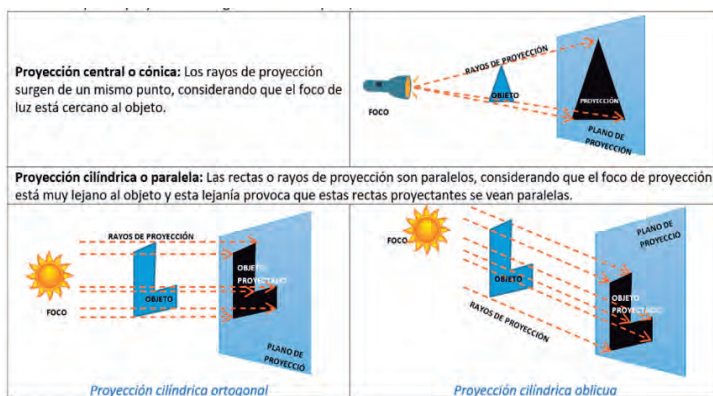 Proyección central o cónica: Los rayos de proyección
surgen de un mismo punto, considerando que el foco de
luz está cercano al objeto.
RAYOS DE PROYECCIÓN
FOCO
OBJETO
PROYECCIÓN
PLANO DE
PROYECCIÓN
Proyección cilíndrica o paralela: Las rectas o rayos de proyección son paralelos, considerando que el foco de proyección
está muy lejano al objeto y esta lejanía provoca que estas rectas proyectantes se vean paralelas.
RAYOS DE PROYECCIÓN
FOCO
OBJETO
OBJETO
PROYECTADO
PLANO DE
PROYECCIÓ
Proyección cilíndrica ortogonal
FOCO
OBJETO
RAYOS DE PROYECCIÓN
PLANO DE
PROYECCIÓ
OBJETO
PROYECTADO
Proyección cilíndrica oblicua